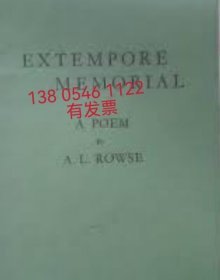 EXTEMPORE
MEMORIAL
138 0546 1122
有发票
A POEM
BY
A. L. ROWSE